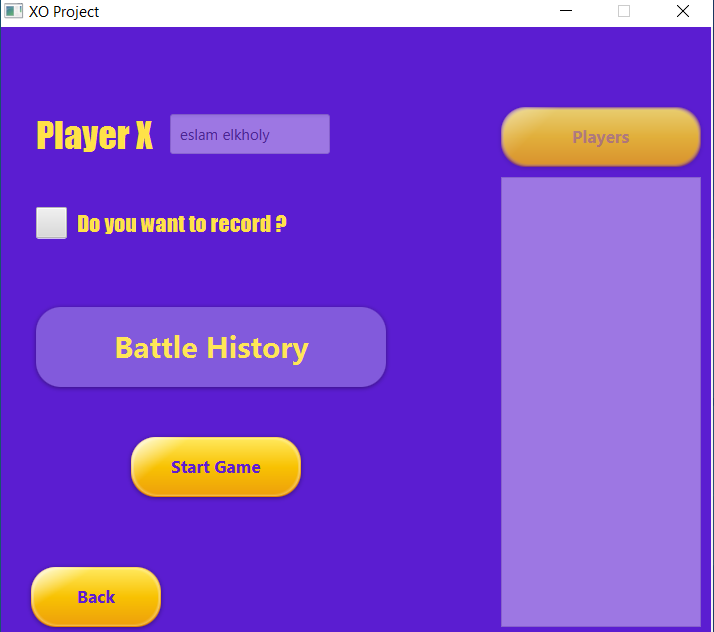 XO Project
Player X
eslam elkholy
Players
Do you want to record ?
Battle History
Start Game
Back